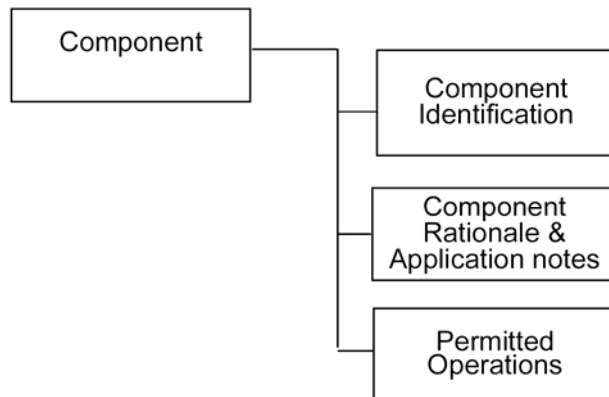 Component
Component
Identification
Component
Rationale &
Application notes
Permitted
Operations